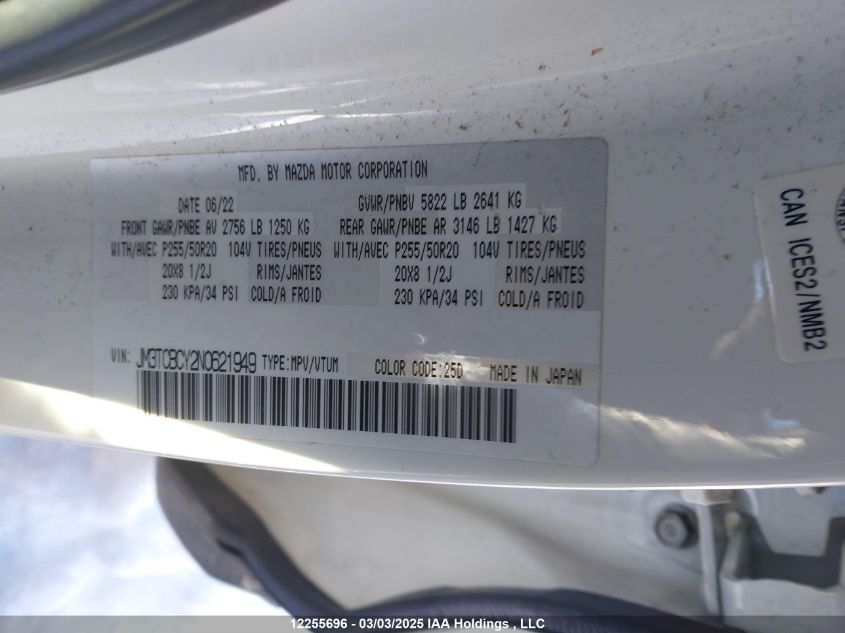 MFD. BY MAZDA MOTOR CORPORATION
DATE 06/22 GVWR/PNBV 5822 LB 2641 KG
FRONT GAWR/PNBE AV 2756 LB 1250 KG REAR GAWR/PNBE AR 3146 LB 1427 KG
WITH/AVEC P255/50R20 104V TIRES/PNEUS WITH/AVEC P255/50R20 104V TIRES/PNEUS
20X8 1/2J RIMS/JANTES 20X8 1/2J RIMS/JANTES
230 KPA/34 PSI COLD/A FROID 230 KPA/34 PSI COLD/A FROID
VIN: JM3TCBCY2N0621949 TYPE:MPV/VTUM COLOR CODE:25D MADE IN JAPAN
CAN ICES2/NMB2
12255696 - 03/03/2025 IAA Holdings , LLC